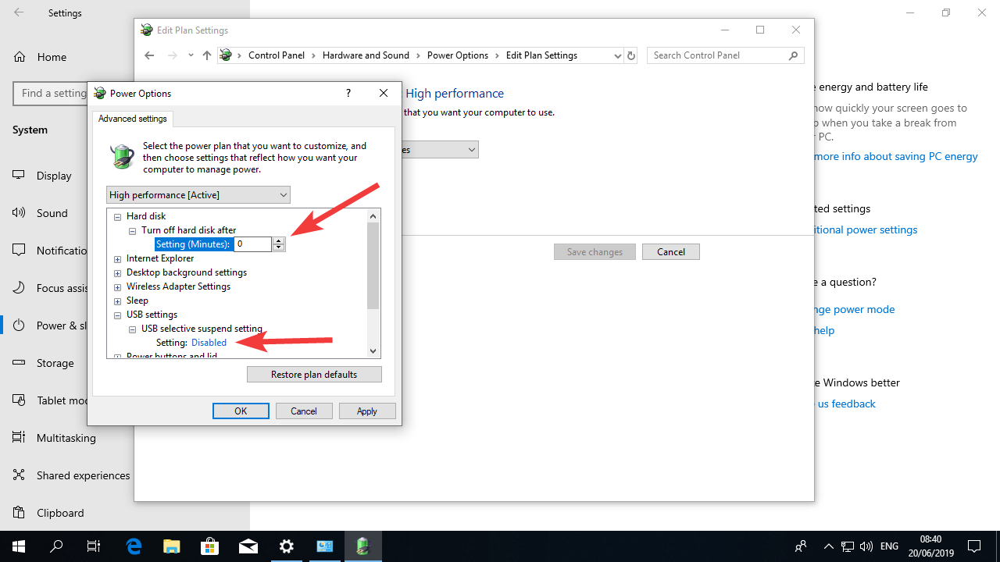 Settings
Home
Find a setting
System
Display
Sound
Notificatio
Focus assis
Power & sl
Storage
Tablet mod
Multitasking
Shared experiences
Clipboard
Edit Plan Settings
Control Panel
Hardware and Sound
Power Options
Edit Plan Settings
Search Control Panel
High performance
that you want your computer to use.
es
Save changes
Cancel
Power Options
?
Advanced settings
Select the power plan that you want to customize, and
then choose settings that reflect how you want your
computer to manage power.
High performance [Active]
Hard disk
Turn off hard disk after
Setting (Minutes): 0
Internet Explorer
Desktop background settings
Wireless Adapter Settings
Sleep
USB settings
USB selective suspend setting
Setting: Disabled
Power buttons and lid
Restore plan defaults
OK
Cancel
Apply
e energy and battery life
how quickly your screen goes to
p when you take a break from
r PC.
more info about saving PC energy
ted settings
itional power settings
e a question?
nge power mode
help
e Windows better
us feedback
ENG
08:40
20/06/2019